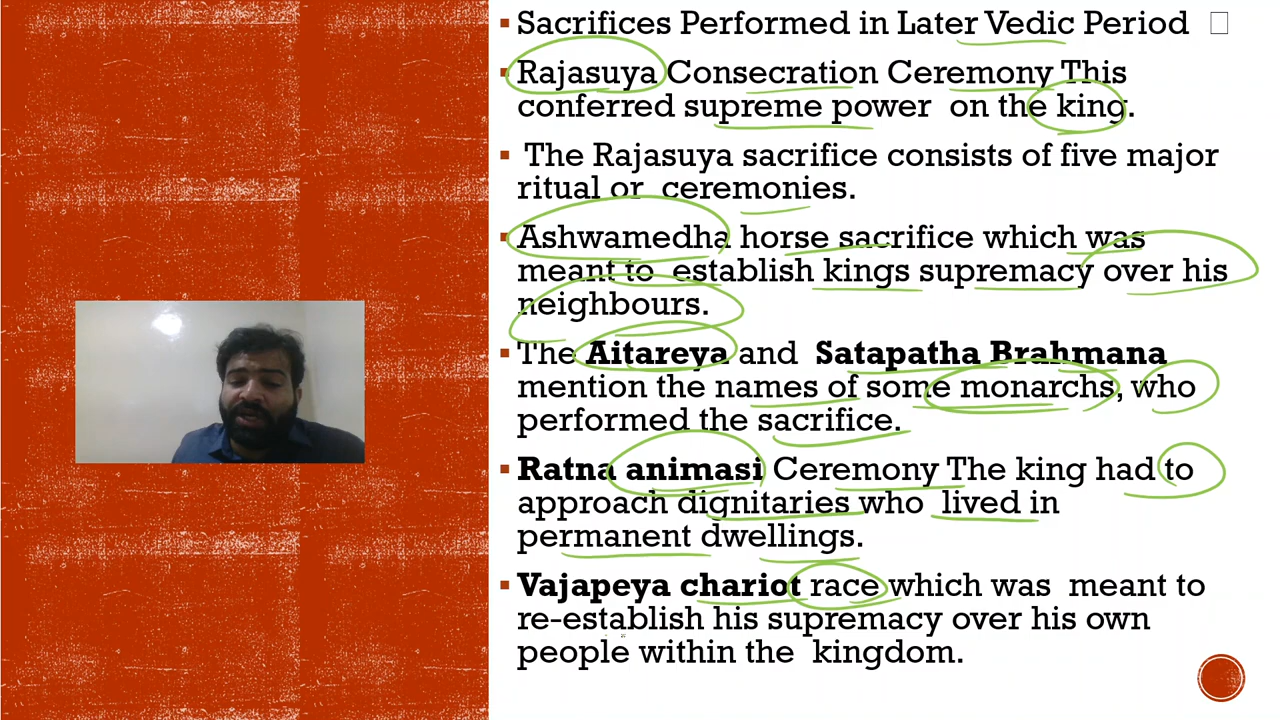 Sacrifices Performed in Later Vedic Period
Rajasuya Consecration Ceremony This
conferred supreme power on the king.
The Rajasuya sacrifice consists of five major
ritual or ceremonies.
Ashwamedha horse sacrifice which was
meant to establish kings supremacy over his
neighbours.
The Aitareya and Satapatha Brahmana
mention the names of some monarchs, who
performed the sacrifice.
Ratna animasi Ceremony The king had to
approach dignitaries who lived in
permanent dwellings.
Vajapeya chariot race which was meant to
re-establish his supremacy over his own
people within the kingdom.